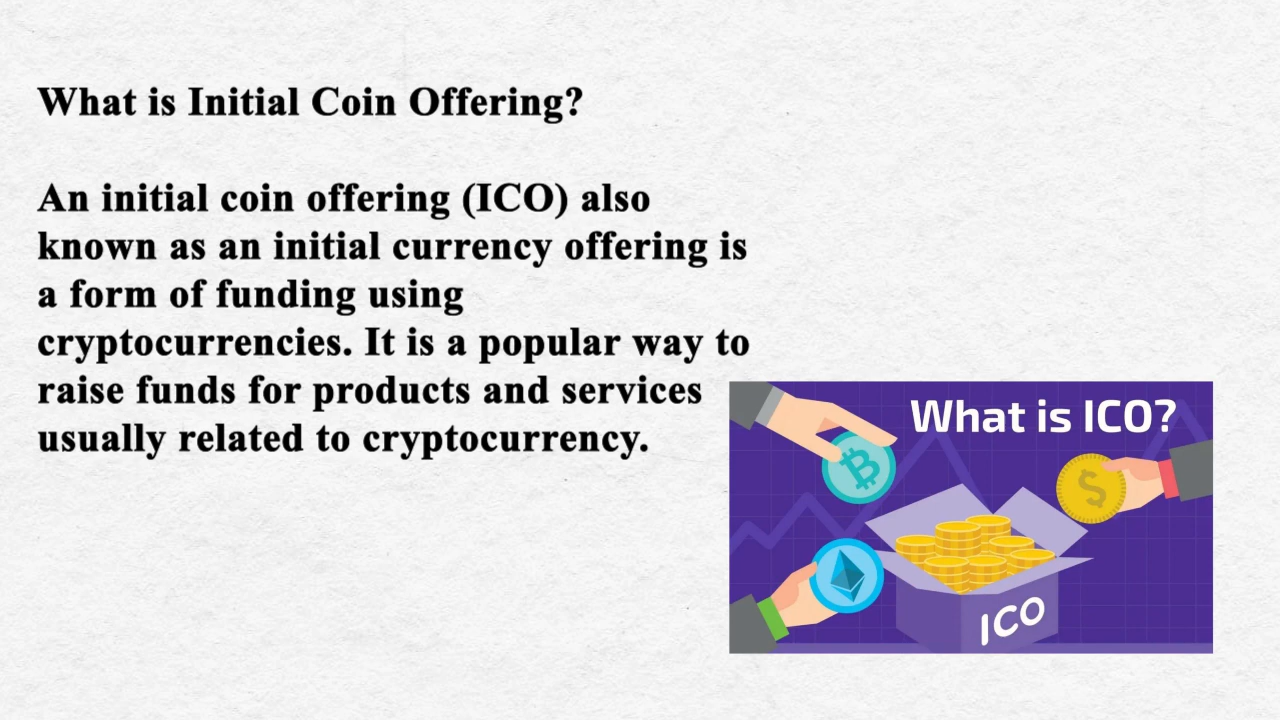 What is Initial Coin Offering?
An initial coin offering (ICO) also
known as an initial currency offering is
a form of funding using
cryptocurrencies. It is a popular way to
raise funds for products and services
usually related to cryptocurrency.
What is ICO?
ICO